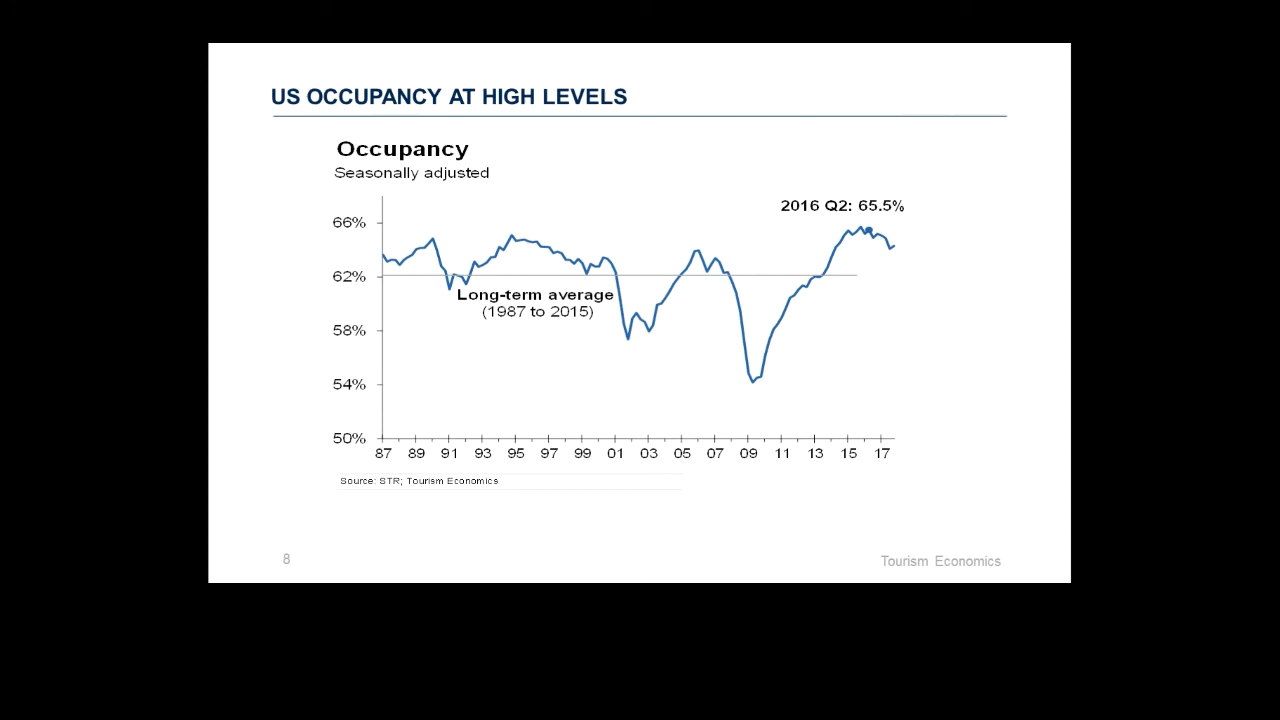 US OCCUPANCY AT HIGH LEVELS
Occupancy
Seasonally adjusted
2016 Q2: 65.5%
66%
62%
Long-term average
(1987 to 2015)
58%
54%
50%
87 89 91 93 95 97 99 01 03 05 07 09 11 13 15 17
Source: STR; Tourism Economics
8
Tourism Economics